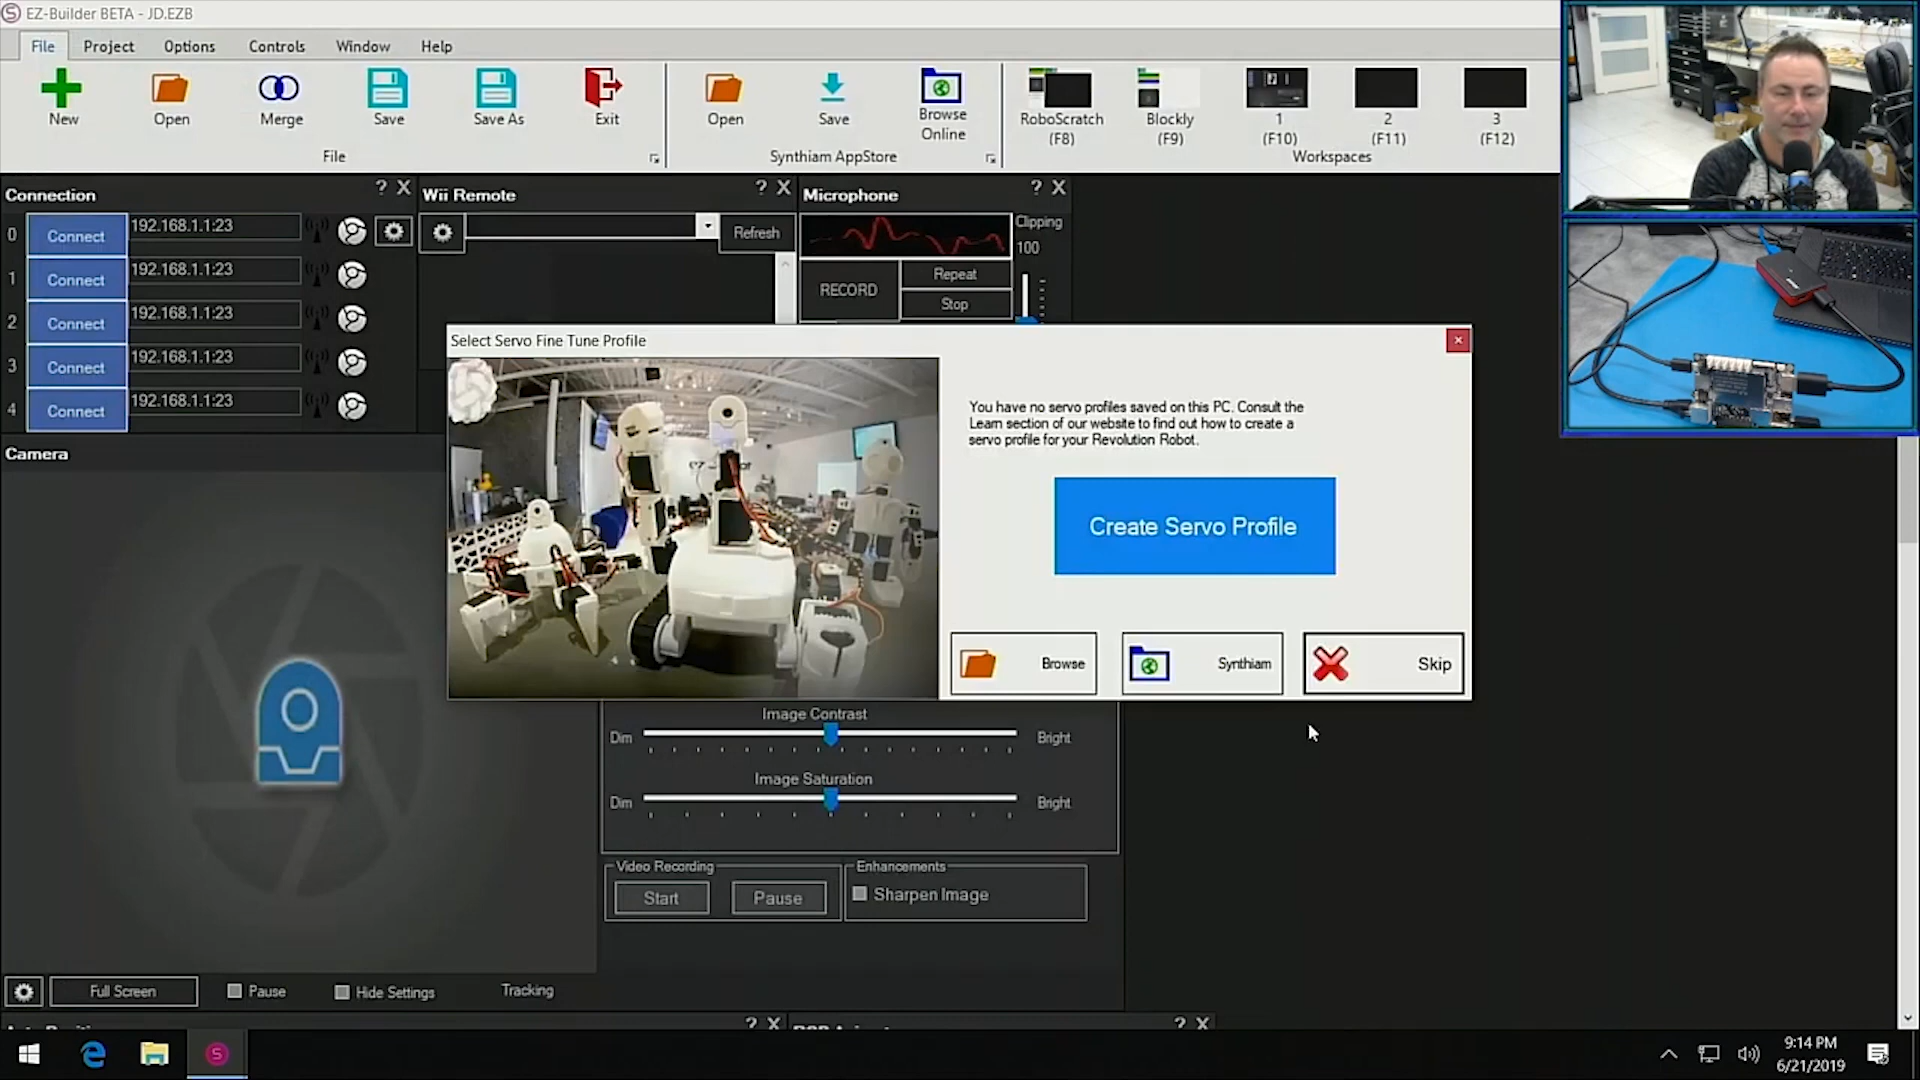 EZ-Builder BETA - JD.EZB
File Project Options Controls Window Help
New Open Merge Save Save As Exit
File
Open Save Browse Online
Synthiam AppStore
RoboScratch (F8) Blockly (F9) 1 (F10) 2 (F11) 3 (F12)
Workspaces
Connection ? X
0 Connect 192.168.1.1:23
1 Connect 192.168.1.1:23
2 Connect 192.168.1.1:23
3 Connect 192.168.1.1:23
4 Connect 192.168.1.1:23
Wii Remote ? X
Refresh
Microphone ? X
Clipping
100
RECORD
Repeat
Stop
Select Servo Fine Tune Profile
You have no servo profiles saved on this PC. Consult the
Learn section of our website to find out how to create a
servo profile for your Revolution Robot.
Create Servo Profile
Browse Synthiam Skip
Camera
Image Contrast
Dim Bright
Image Saturation
Dim Bright
Video Recording
Start Pause
Enhancements
Sharpen Image
Full Screen Pause Hide Settings Tracking
? X
? X
9:14 PM
6/21/2019